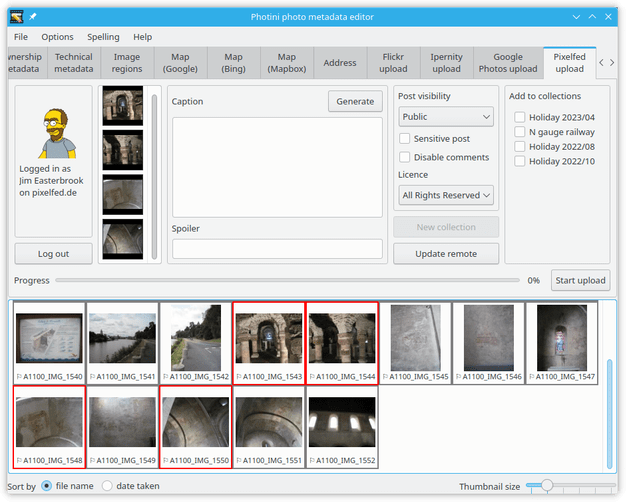 Photini photo metadata editor
File Options Spelling Help
nership etadata
Technical metadata
Image regions
Map (Google)
Map (Bing)
Map (Mapbox)
Address
Flickr upload
Ipernity upload
Google Photos upload
Pixelfed upload
Logged in as
Jim Easterbrook
on pixelfed.de
Log out
Caption
Generate
Spoiler
Post visibility
Public
Sensitive post
Disable comments
Licence
All Rights Reserved
New collection
Update remote
Add to collections
Holiday 2023/04
N gauge railway
Holiday 2022/08
Holiday 2022/10
Progress
0%
Start upload
A1100_IMG_1540
A1100_IMG_1541
A1100_IMG_1542
A1100_IMG_1543
A1100_IMG_1544
A1100_IMG_1545
A1100_IMG_1546
A1100_IMG_1547
A1100_IMG_1548
A1100_IMG_1549
A1100_IMG_1550
A1100_IMG_1551
A1100_IMG_1552
Sort by file name date taken
Thumbnail size